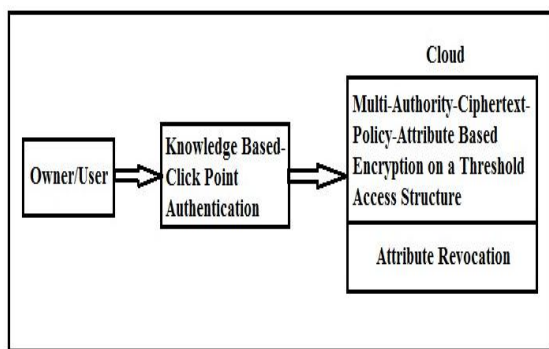 Cloud
Owner/User
Knowledge Based-
Click Point
Authentication
Multi-Authority-Ciphertext-
Policy-Attribute Based
Encryption on a Threshold
Access Structure
Attribute Revocation